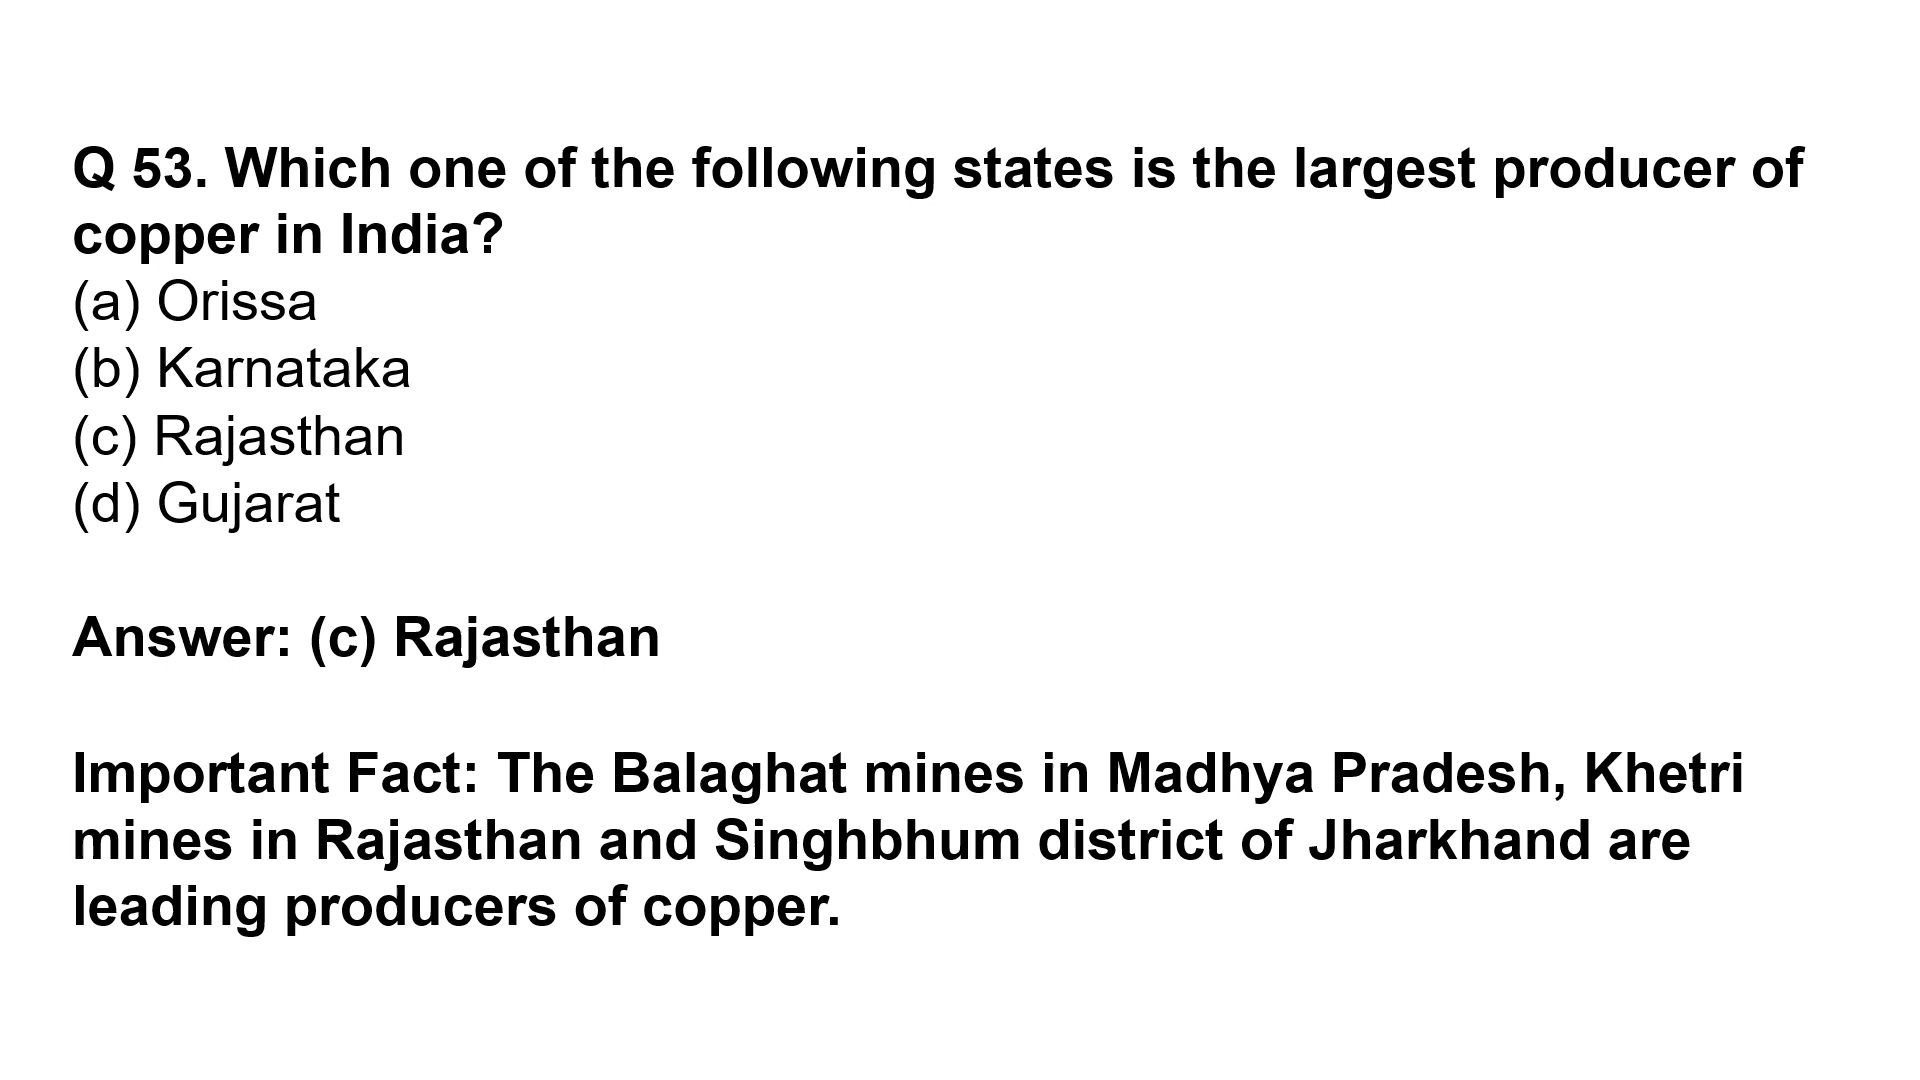 Q 53. Which one of the following states is the largest producer of
copper in India?
(a) Orissa
(b) Karnataka
(c) Rajasthan
(d) Gujarat
Answer: (c) Rajasthan
Important Fact: The Balaghat mines in Madhya Pradesh, Khetri
mines in Rajasthan and Singhbhum district of Jharkhand are
leading producers of copper.